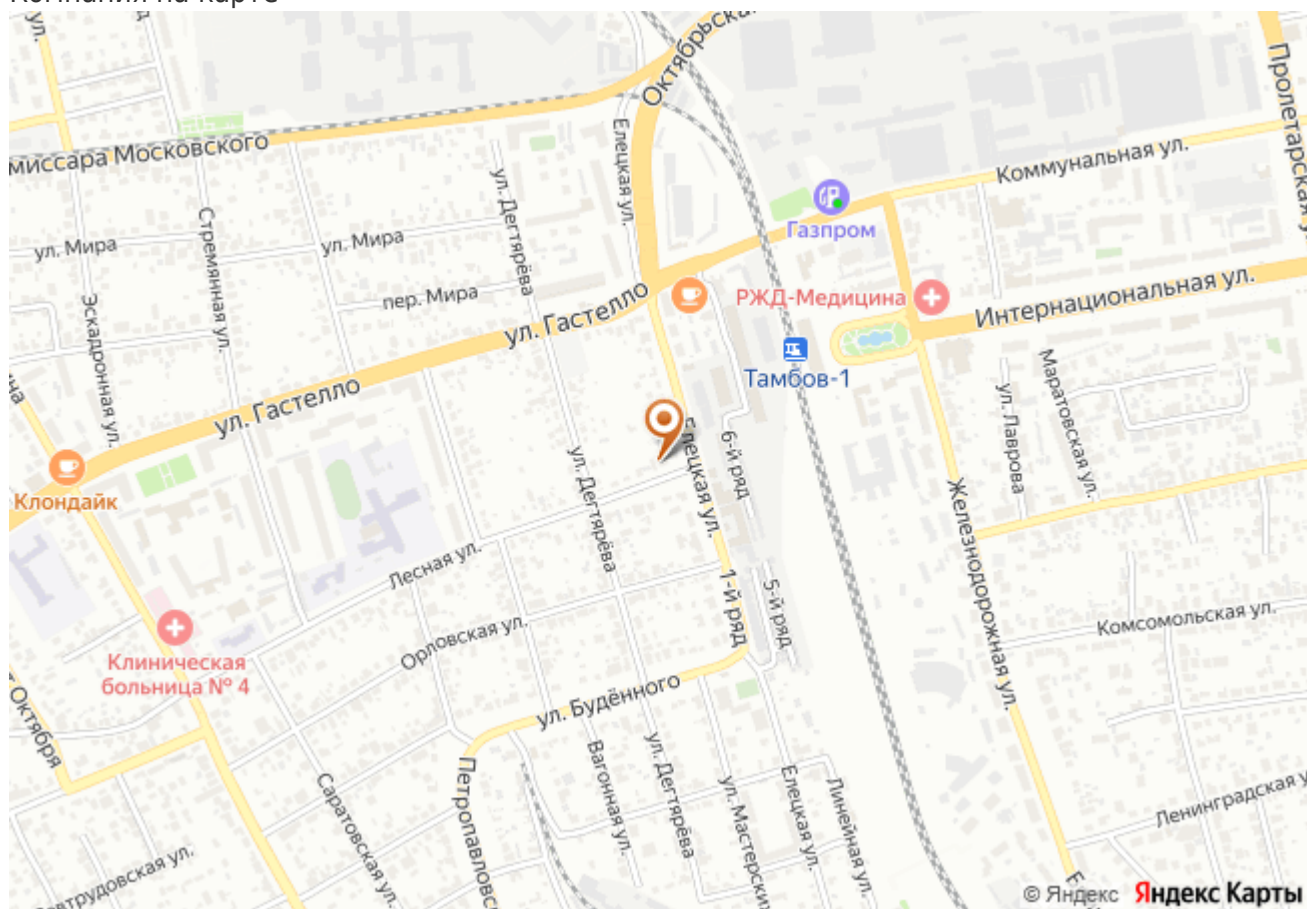 Компания на карте
Октябрьская
Пролетарская у
Елецкая ул.
миссара Московского
Коммунальная ул.
ул.
ул. Дегтярёва
Стремянная ул.
ул. Мира
ул. Мира
Газпром
пер. Мира
РЖД-Медицина
Интернациональная ул.
Эскадронная ул.
ул. Гастелло
Тамбов-1
Маратовская ул.
ул. Лаврова
ул. Гастелло
на
Елецкая ул.
6-й ряд
ул. Дегтярёва
Клондайк
Железнодорожная ул.
Лесная ул.
1-й ряд
5-й ряд
Комсомольская ул.
Орловская ул.
Клиническая
больница № 4
ул. Будённого
Октября
Петропавловс
Вагонная ул.
ул. Дегтярёва
ул. Мастерских
Елецкая ул.
Линейная ул.
Саратовская ул.
Ленинградская у
трудовская ул.
© Яндекс Яндекс Карты